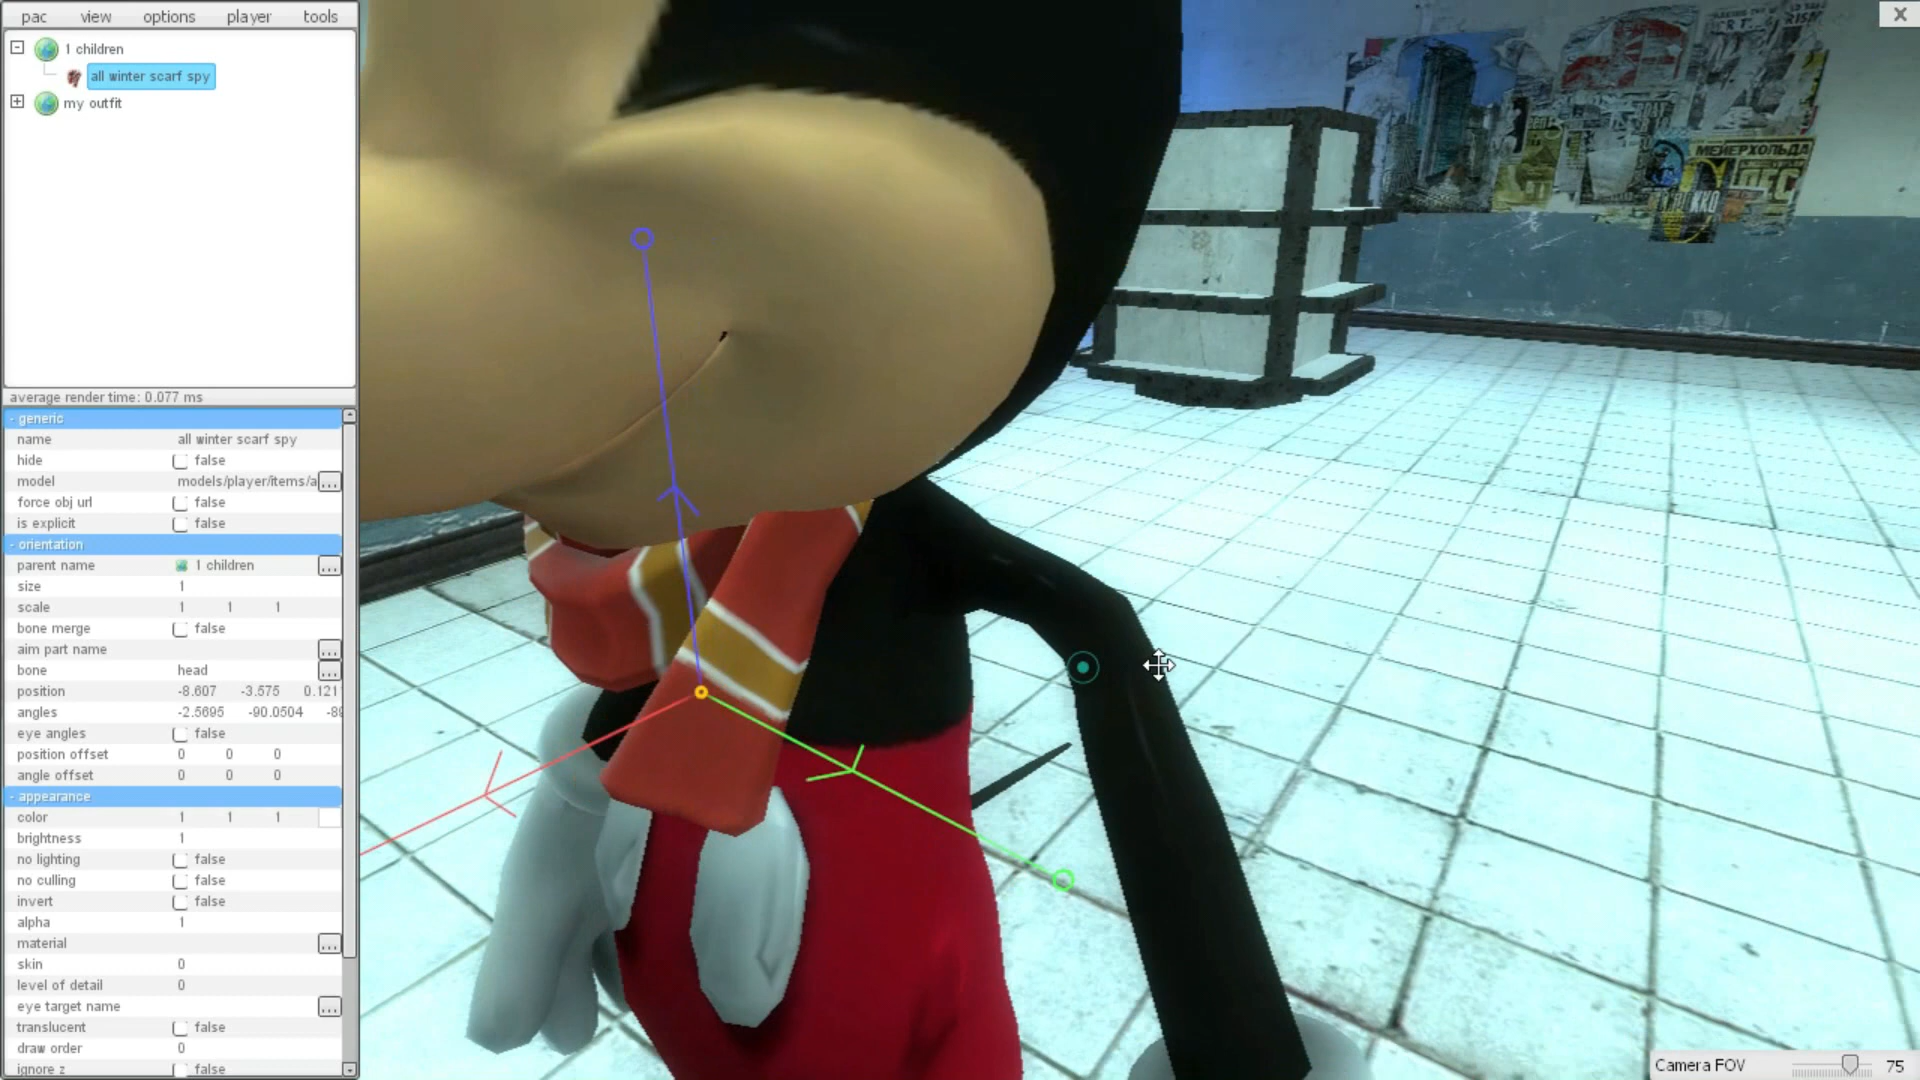 pac view options player tools
1 children
all winter scarf spy
my outfit
average render time: 0.077 ms
- generic
name all winter scarf spy
hide false
model models/player/items/a ...
force obj url false
is explicit false
- orientation
parent name 1 children ...
size 1
scale 1 1 1
bone merge false
aim part name ...
bone head ...
position -8.607 -3.575 0.121
angles -2.5695 -90.0504 -8
eye angles false
position offset 0 0 0
angle offset 0 0 0
- appearance
color 1 1 1
brightness 1
no lighting false
no culling false
invert false
alpha 1
material ...
skin 0
level of detail 0
eye target name ...
translucent false
draw order 0
ignore z false
МЕЙЕРХОЛЬДА
Camera FOV 75